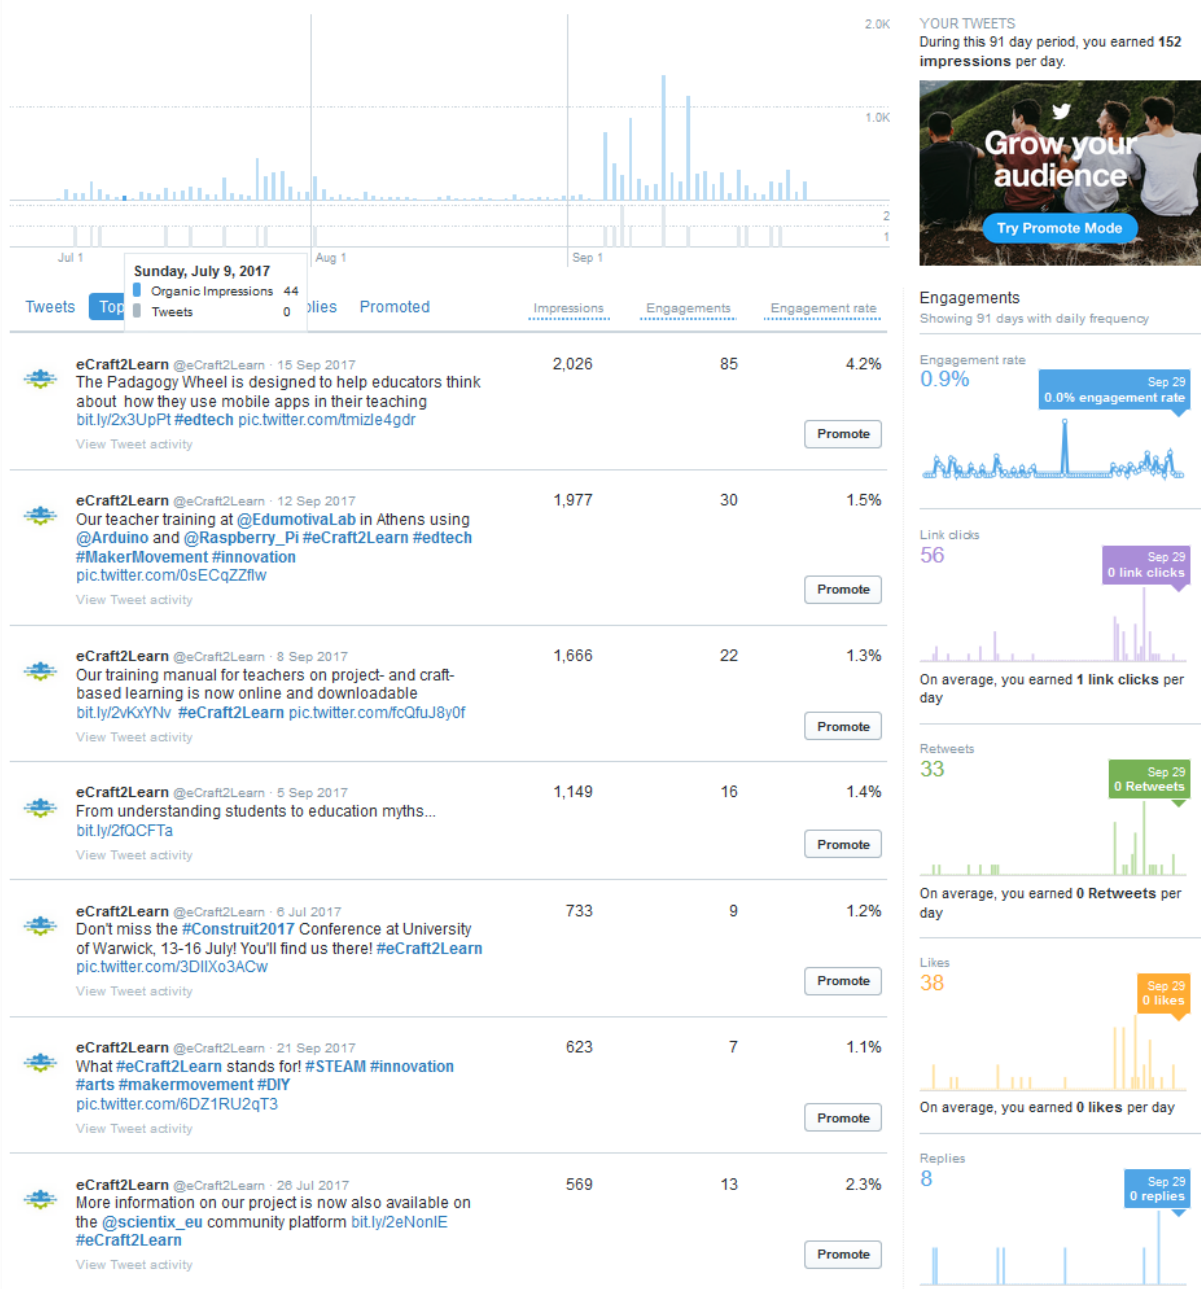 2.0K
1.0K
2
1
Jul 1
Aug 1
Sep 1
Sunday, July 9, 2017
Organic Impressions 44
Tweets 0
Tweets Top plies Promoted
Impressions Engagements Engagement rate
eCraft2Learn @eCraft2Learn · 15 Sep 2017
2,026 85 4.2%
The Padagogy Wheel is designed to help educators think
about how they use mobile apps in their teaching
bit.ly/2x3UpPt #edtech pic.twitter.com/tmizle4gdr
View Tweet activity
Promote
eCraft2Learn @eCraft2Learn · 12 Sep 2017
1,977 30 1.5%
Our teacher training at @EdumotivaLab in Athens using
@Arduino and @Raspberry_Pi #eCraft2Learn #edtech
#MakerMovement #innovation
pic.twitter.com/0sECqZZflw
View Tweet activity
Promote
eCraft2Learn @eCraft2Learn · 8 Sep 2017
1,666 22 1.3%
Our training manual for teachers on project- and craft-
based learning is now online and downloadable
bit.ly/2vKxYNv #eCraft2Learn pic.twitter.com/fcQfuJ8y0f
View Tweet activity
Promote
eCraft2Learn @eCraft2Learn · 5 Sep 2017
1,149 16 1.4%
From understanding students to education myths...
bit.ly/2fQCFTa
View Tweet activity
Promote
eCraft2Learn @eCraft2Learn · 6 Jul 2017
733 9 1.2%
Don't miss the #Construit2017 Conference at University
of Warwick, 13-16 July! You'll find us there! #eCraft2Learn
pic.twitter.com/3DIIXo3ACw
View Tweet activity
Promote
eCraft2Learn @eCraft2Learn · 21 Sep 2017
623 7 1.1%
What #eCraft2Learn stands for! #STEAM #innovation
#arts #makermovement #DIY
pic.twitter.com/6DZ1RU2qT3
View Tweet activity
Promote
eCraft2Learn @eCraft2Learn · 26 Jul 2017
569 13 2.3%
More information on our project is now also available on
the @scientix_eu community platform bit.ly/2eNonIE
#eCraft2Learn
View Tweet activity
Promote
YOUR TWEETS
During this 91 day period, you earned 152
impressions per day.
Grow your
audience
Try Promote Mode
Engagements
Showing 91 days with daily frequency
Engagement rate
0.9%
Sep 29
0.0% engagement rate
Link clicks
56
Sep 29
0 link clicks
On average, you earned 1 link clicks per
day
Retweets
33
Sep 29
0 Retweets
On average, you earned 0 Retweets per
day
Likes
38
Sep 29
0 likes
On average, you earned 0 likes per day
Replies
8
Sep 29
0 replies